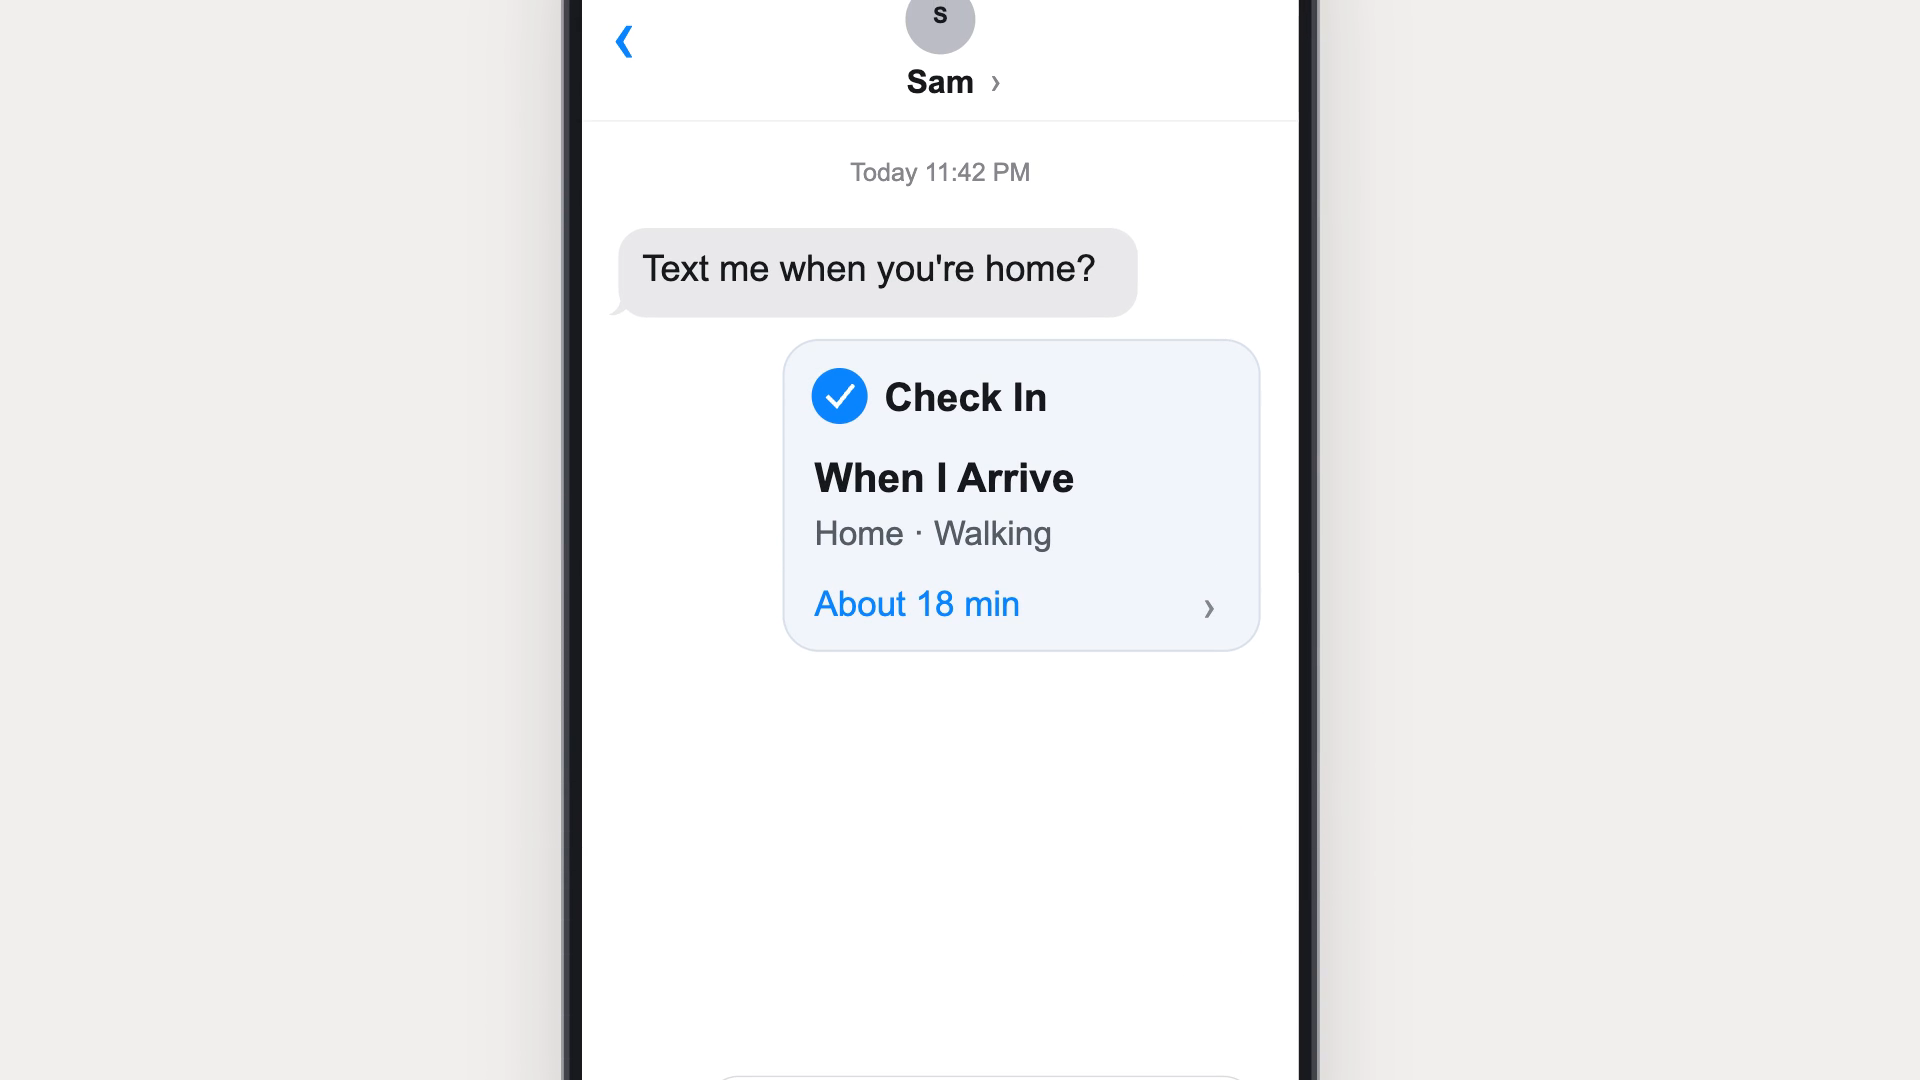 S
Sam ›
Today 11:42 PM
Text me when you're home?
Check In
When I Arrive
Home · Walking
About 18 min ›